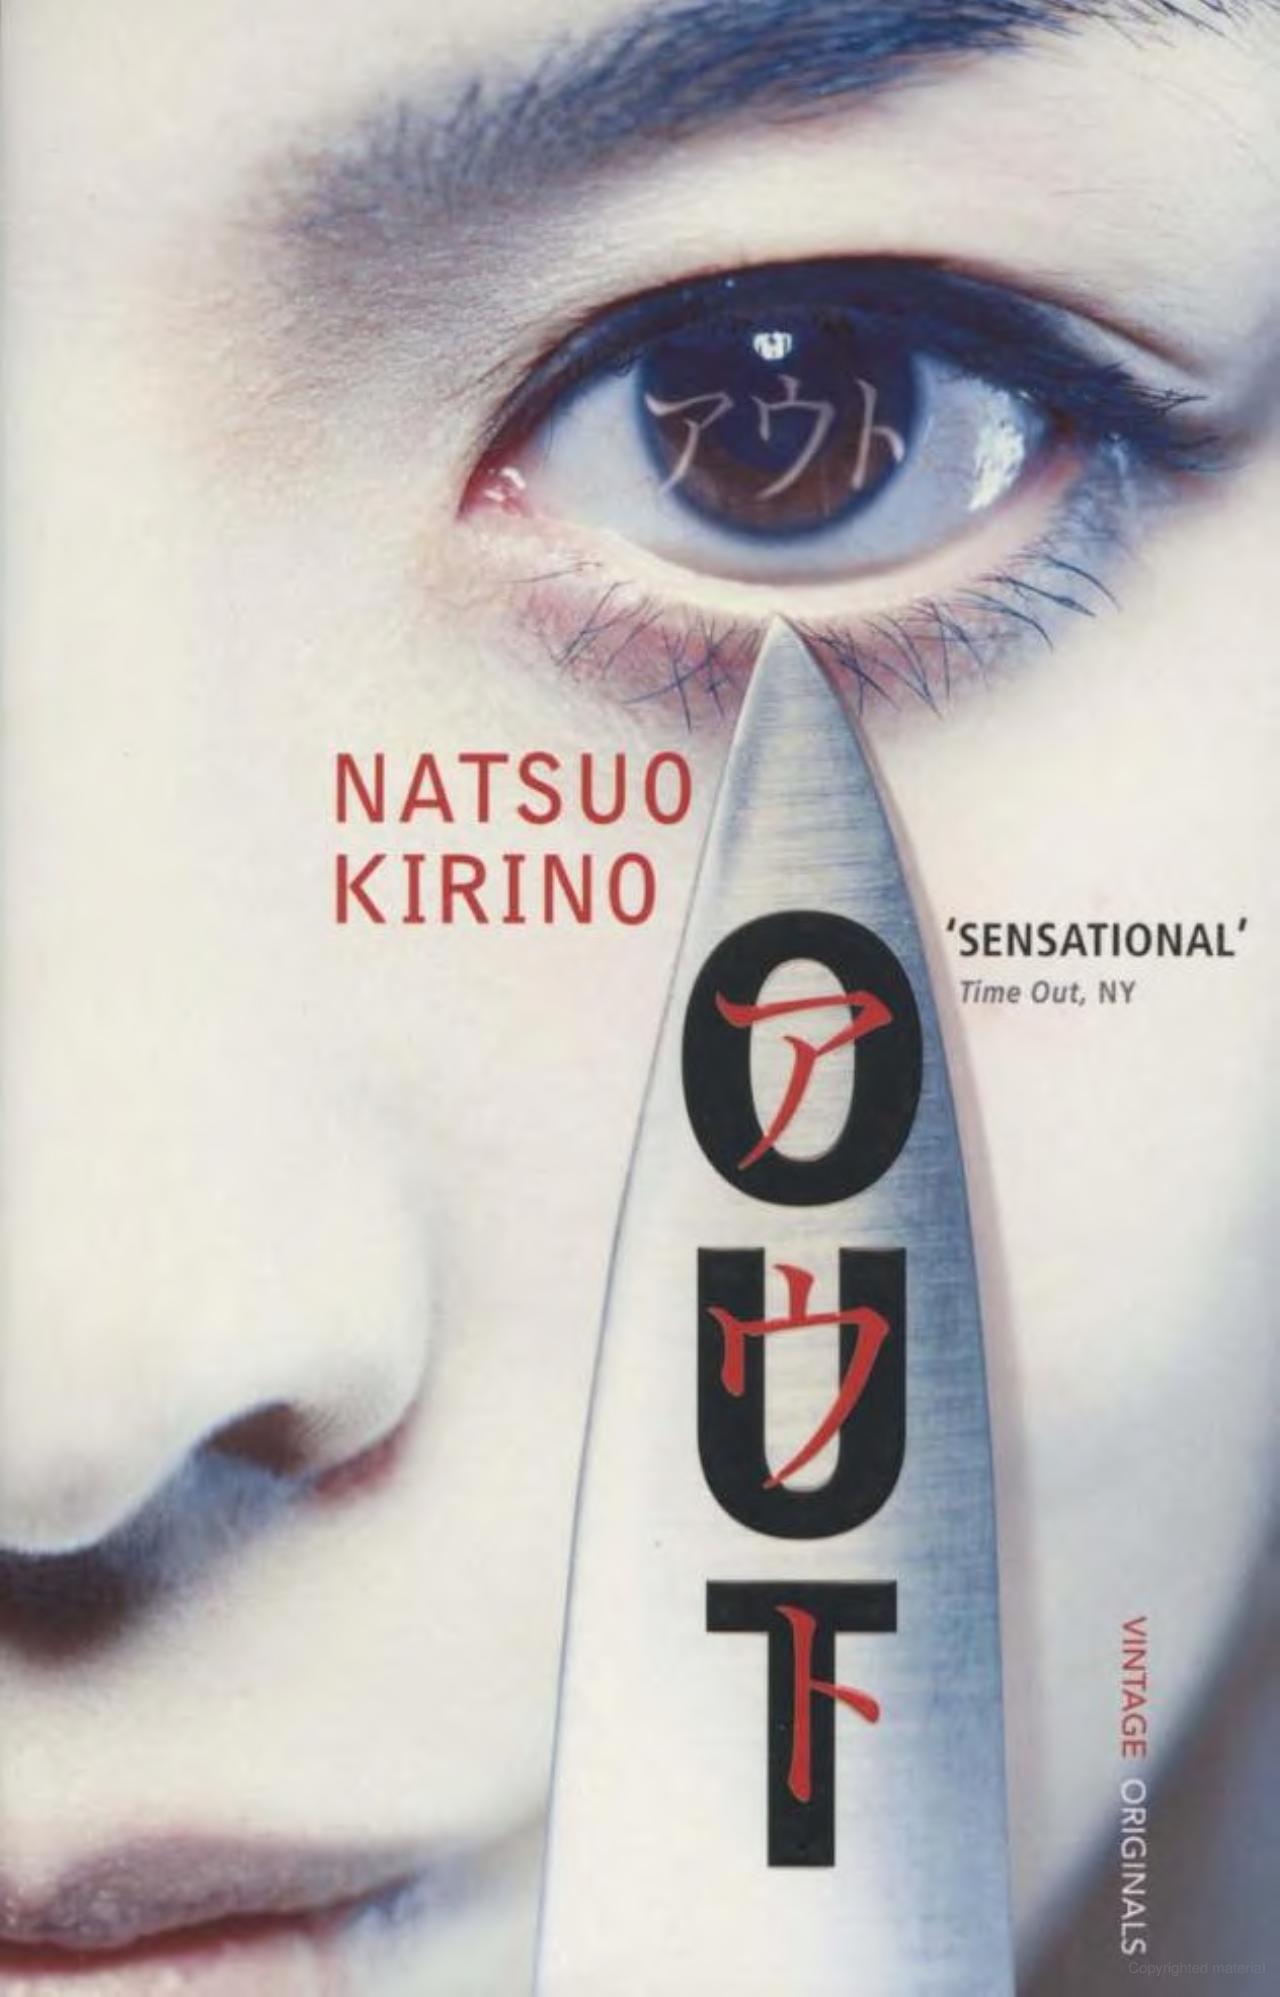 アウト
NATSUO
KIRINO
'SENSATIONAL'
Time Out, NY
OUT
アウト
VINTAGE ORIGINALS
Copyrighted material